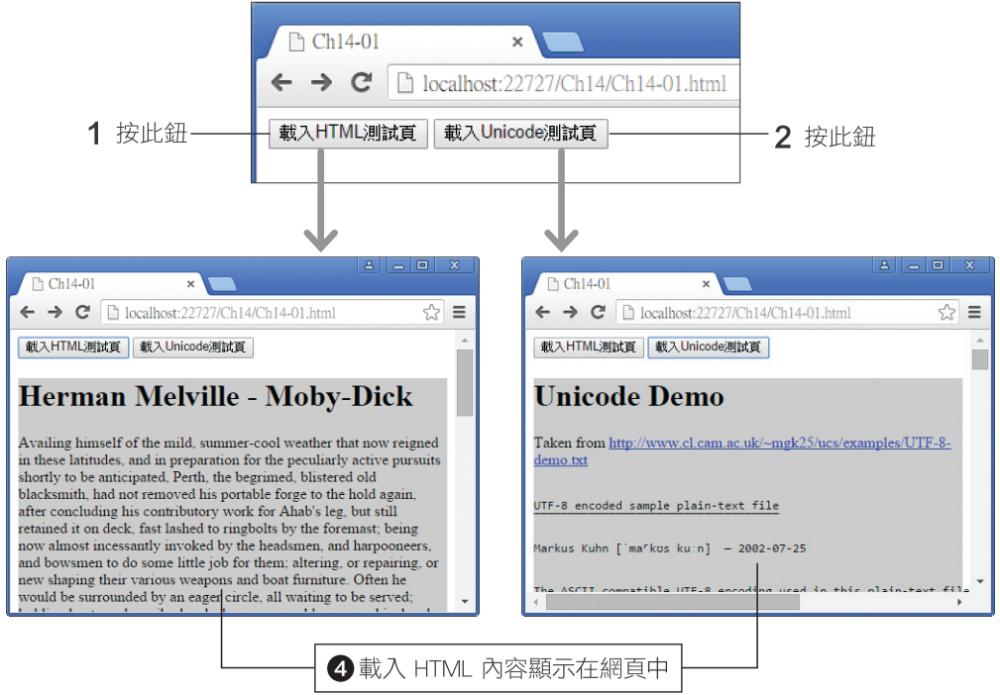 Ch14-01
localhost:22727/Ch14/Ch14-01.html
1 按此鈕
載入HTML測試頁 載入Unicode測試頁
2 按此鈕
Ch14-01
localhost:22727/Ch14/Ch14-01.html
載入HTML測試頁 載入Unicode測試頁
Herman Melville - Moby-Dick
Availing himself of the mild, summer-cool weather that now reigned
in these latitudes, and in preparation for the peculiarly active pursuits
shortly to be anticipated, Perth, the begrimed, blistered old
blacksmith, had not removed his portable forge to the hold again,
after concluding his contributory work for Ahab's leg, but still
retained it on deck, fast lashed to ringbolts by the foremast; being
now almost incessantly invoked by the headsmen, and harpooneers,
and bowsmen to do some little job for them; altering, or repairing, or
new shaping their various weapons and boat furniture. Often he
would be surrounded by an eager circle, all waiting to be served;
Ch14-01
localhost:22727/Ch14/Ch14-01.html
載入HTML測試頁 載入Unicode測試頁
Unicode Demo
Taken from http://www.cl.cam.ac.uk/~mgk25/ucs/examples/UTF-8-
demo.txt
UTF-8 encoded sample plain-text file
Markus Kuhn [ˈmaʳkʊs kuːn] — 2002-07-25
The ASCII compatible UTF-8 encoding used in this plain-text file
4 載入 HTML 內容顯示在網頁中